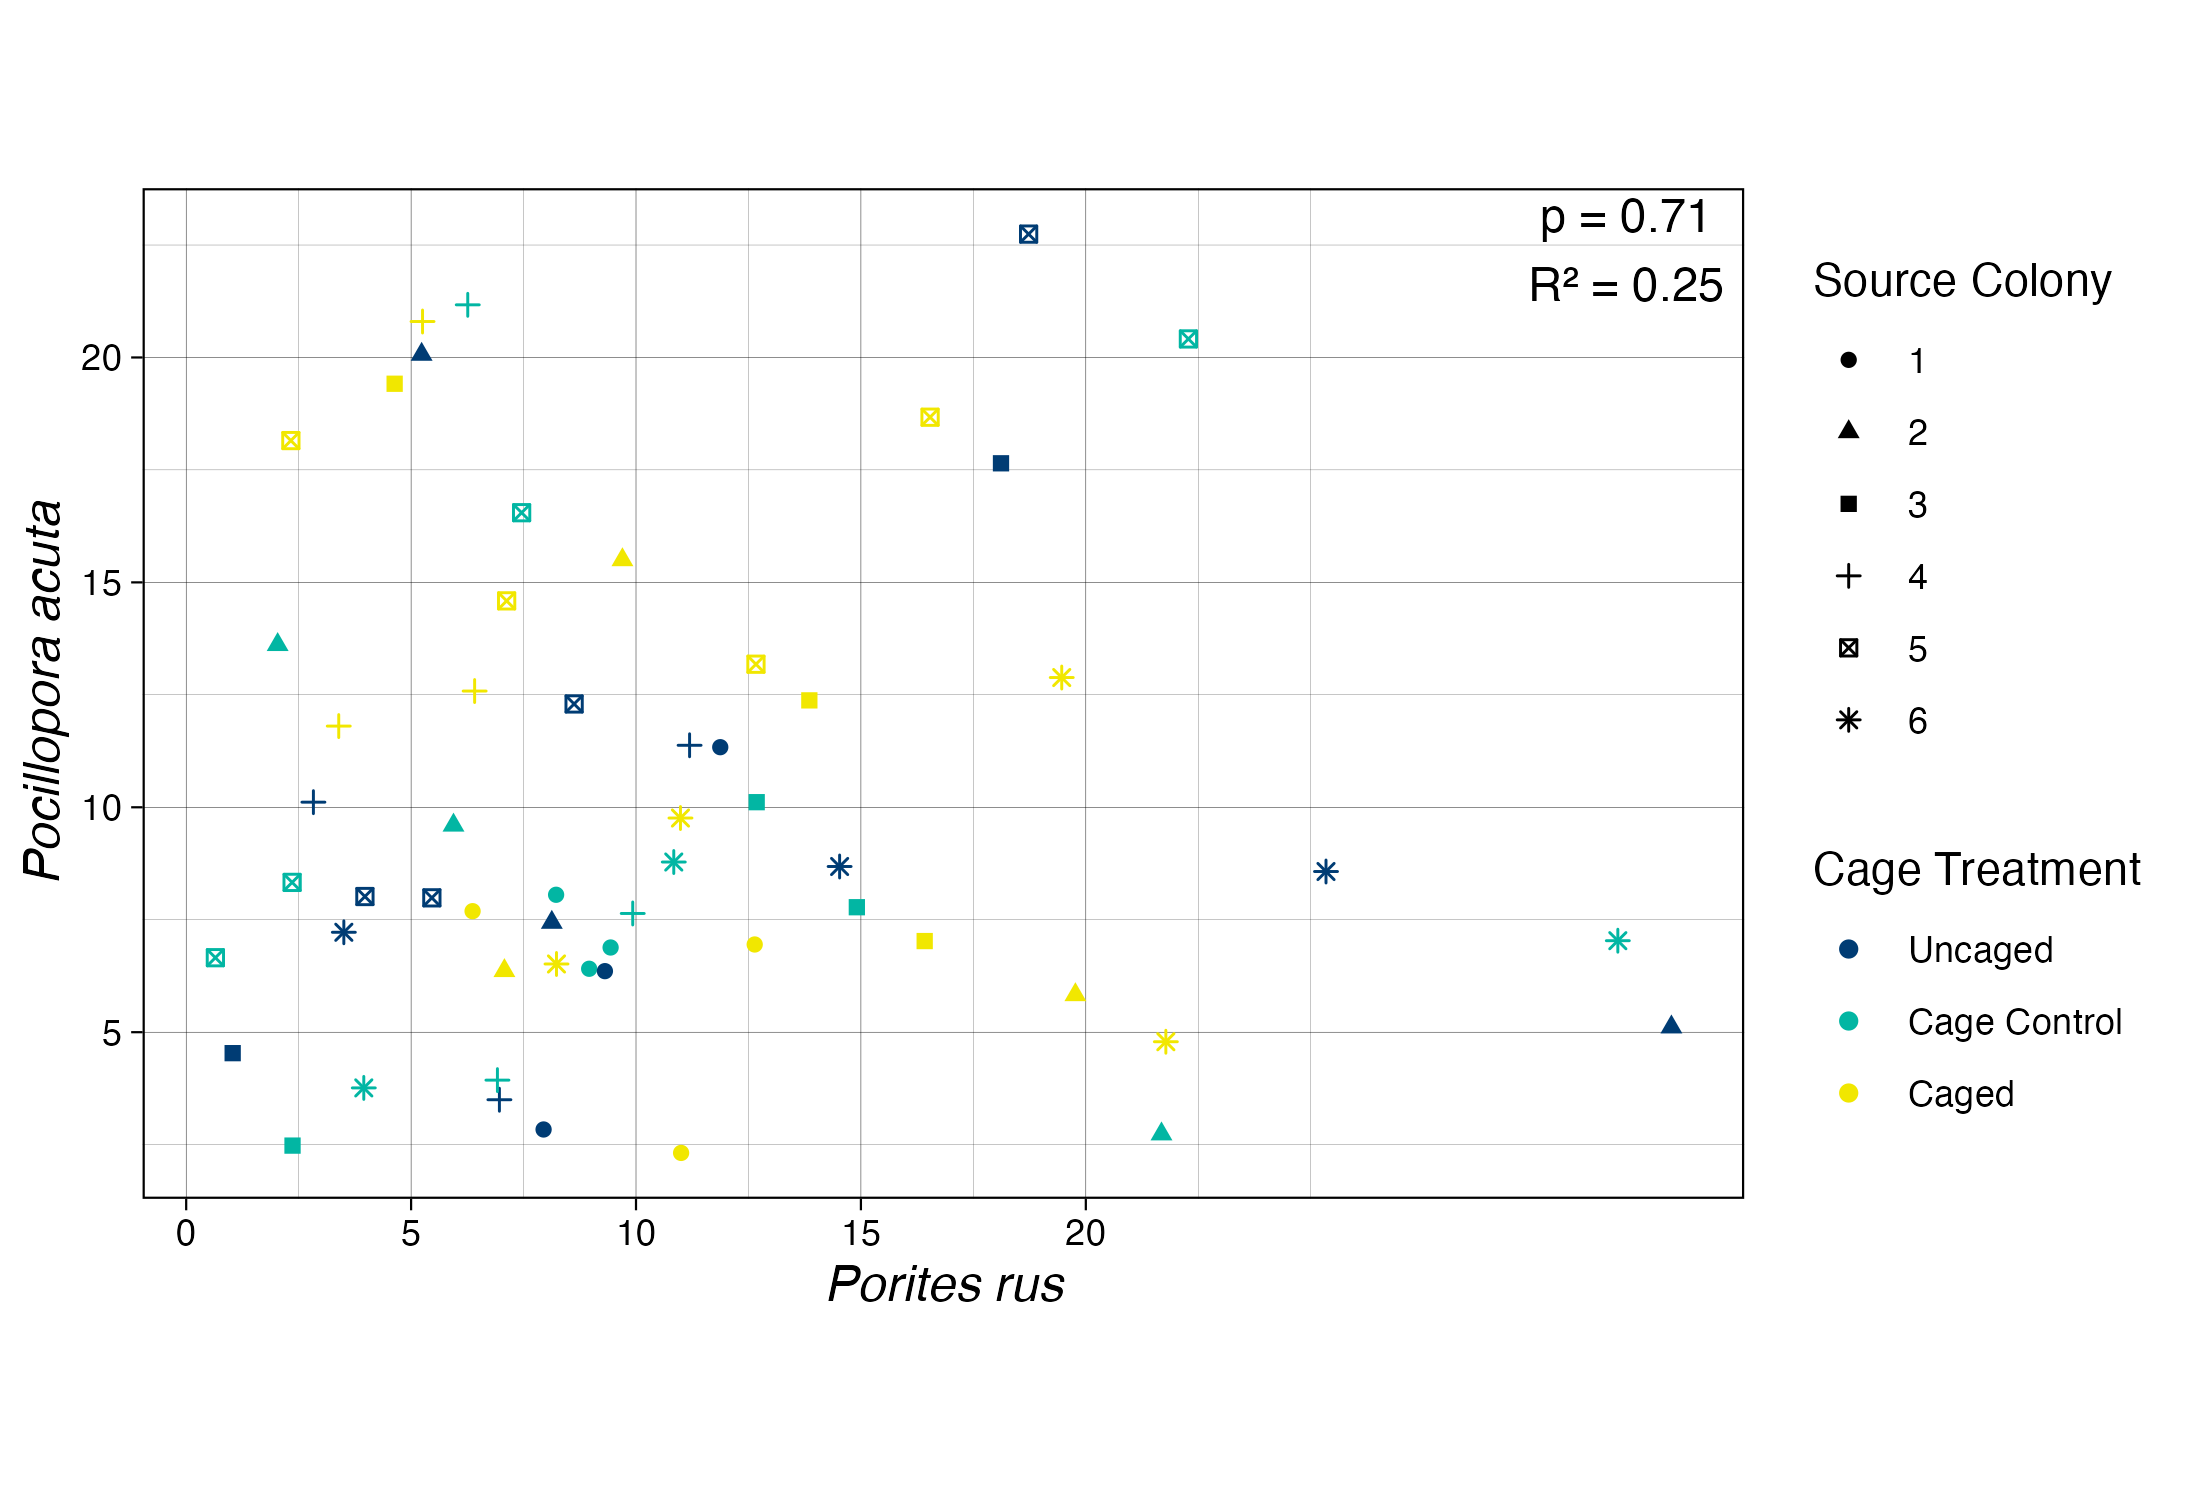 p = 0.71
R² = 0.25
20
15
10
5
Pocillopora acuta
0 5 10 15 20
Porites rus
Source Colony
1
2
3
4
5
6
Cage Treatment
Uncaged
Cage Control
Caged